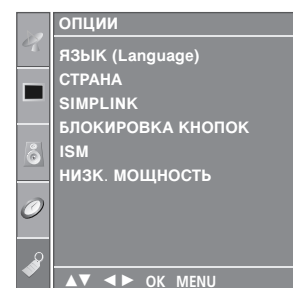 ОПЦИИ
ЯЗЫК (Language)
СТРАНА
SIMPLINK
БЛОКИРОВКА КНОПОК
ISM
НИЗК. МОЩНОСТЬ
▲▼ ◄► OK MENU